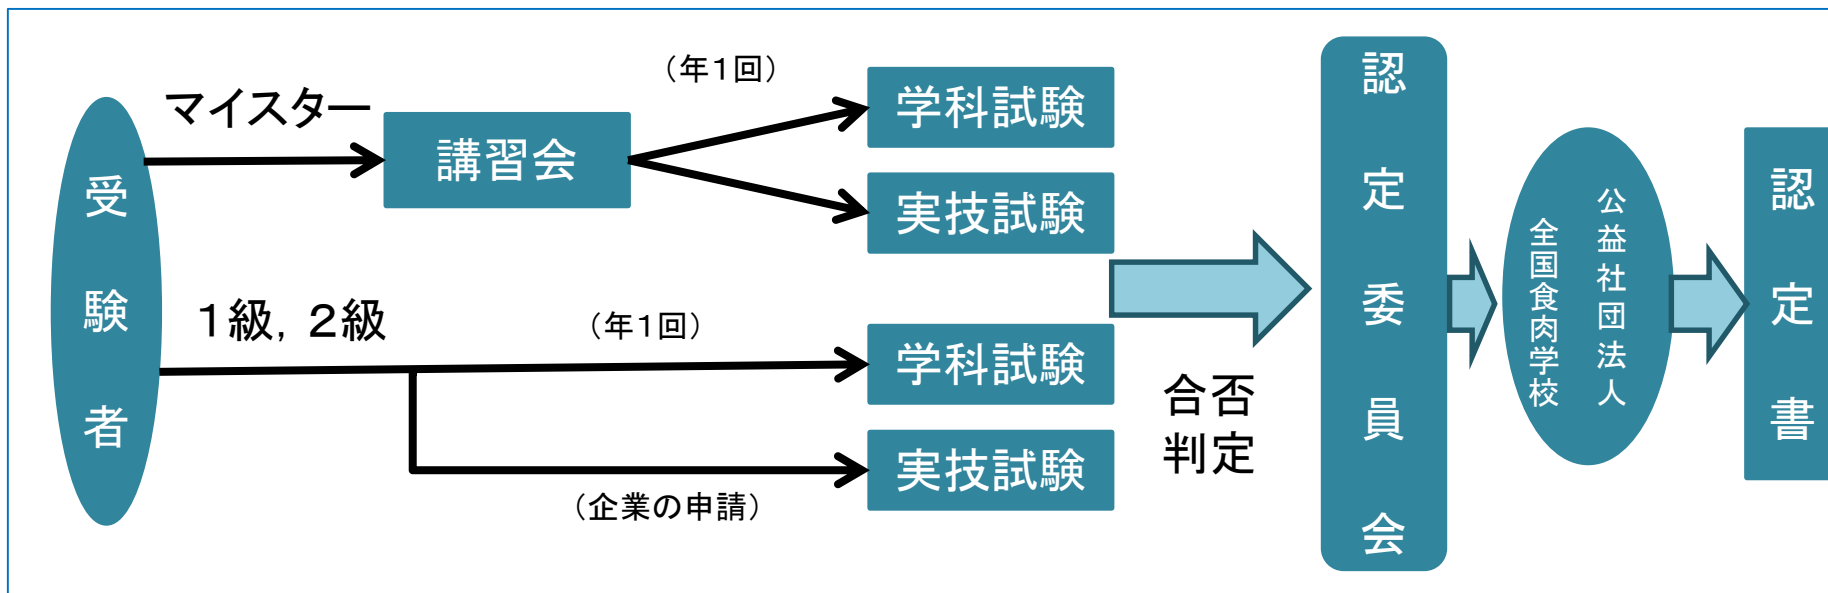 受験者
マイスター
講習会
（年１回）
学科試験
実技試験
１級，２級
（年１回）
学科試験
実技試験
（企業の申請）
合否
判定
認定委員会
公益社団法人
全国食肉学校
認定書